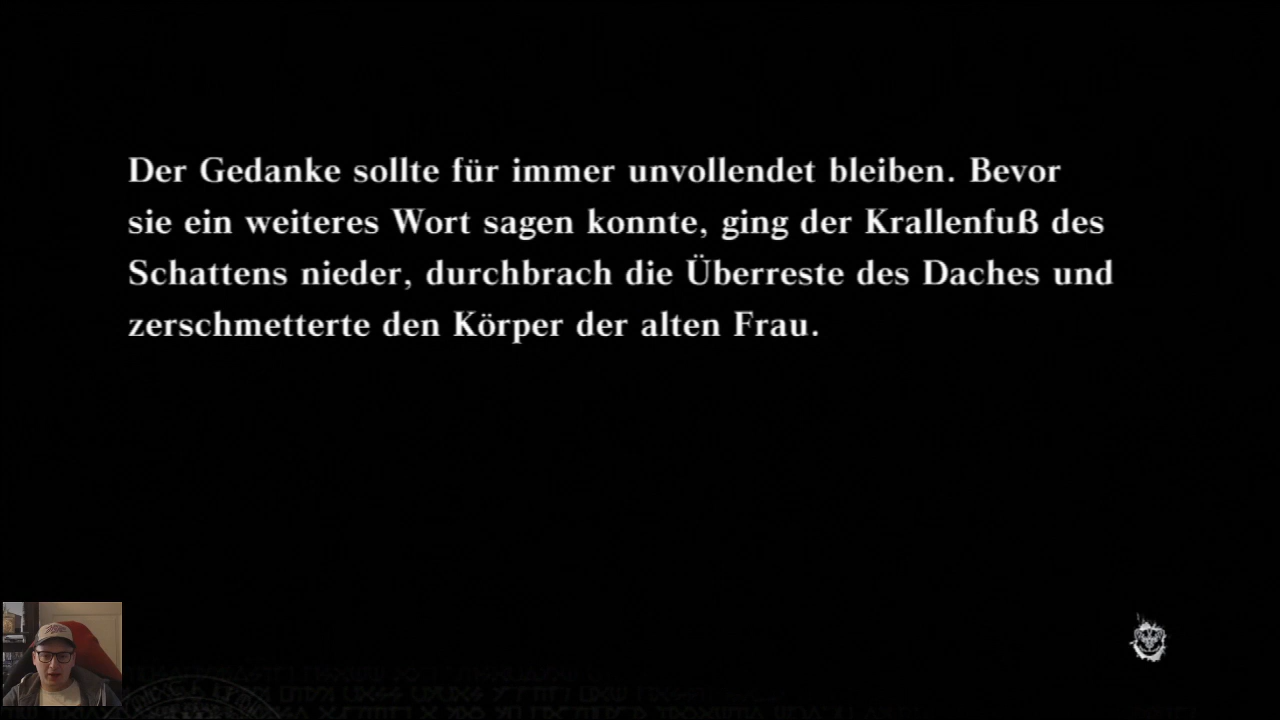 Der Gedanke sollte für immer unvollendet bleiben. Bevor
sie ein weiteres Wort sagen konnte, ging der Krallenfuß des
Schattens nieder, durchbrach die Überreste des Daches und
zerschmetterte den Körper der alten Frau.